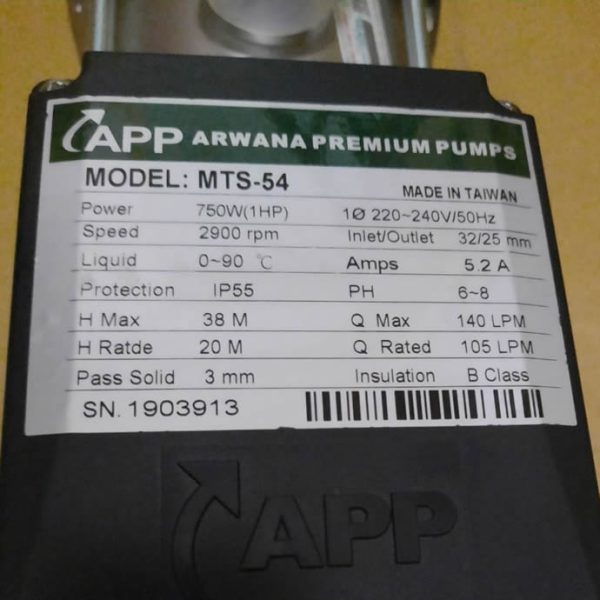 APP ARWANA PREMIUM PUMPS
MODEL: MTS-54 MADE IN TAIWAN
Power 750W(1HP) 1Ø 220~240V/50Hz
Speed 2900 rpm Inlet/Outlet 32/25 mm
Liquid 0~90 ℃ Amps 5.2 A
Protection IP55 PH 6~8
H Max 38 M Q Max 140 LPM
H Ratde 20 M Q Rated 105 LPM
Pass Solid 3 mm Insulation B Class
SN. 1903913
APP